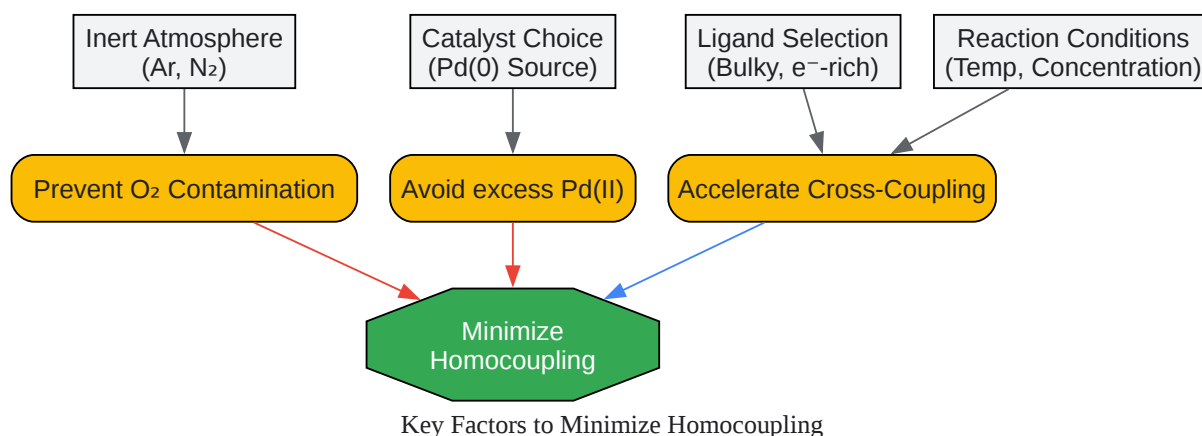 Inert Atmosphere
(Ar, N₂)
Catalyst Choice
(Pd(0) Source)
Ligand Selection
(Bulky, e⁻-rich)
Reaction Conditions
(Temp, Concentration)
Prevent O₂ Contamination
Avoid excess Pd(II)
Accelerate Cross-Coupling
Minimize
Homocoupling
Key Factors to Minimize Homocoupling